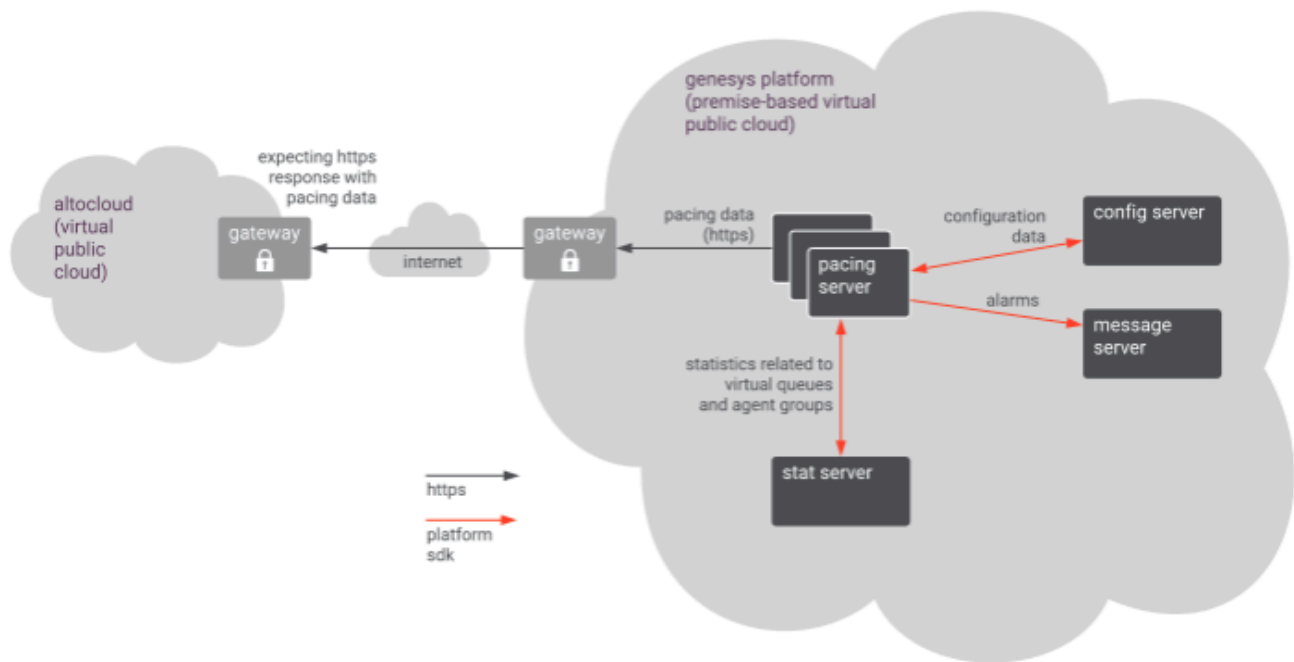 genesys platform
(premise-based virtual
public cloud)
expecting https
response with
pacing data
altocloud
(virtual
public
cloud)
gateway
internet
gateway
pacing data
(https)
pacing
server
configuration
data
config server
alarms
message
server
statistics related to
virtual queues
and agent groups
stat server
https
platform
sdk